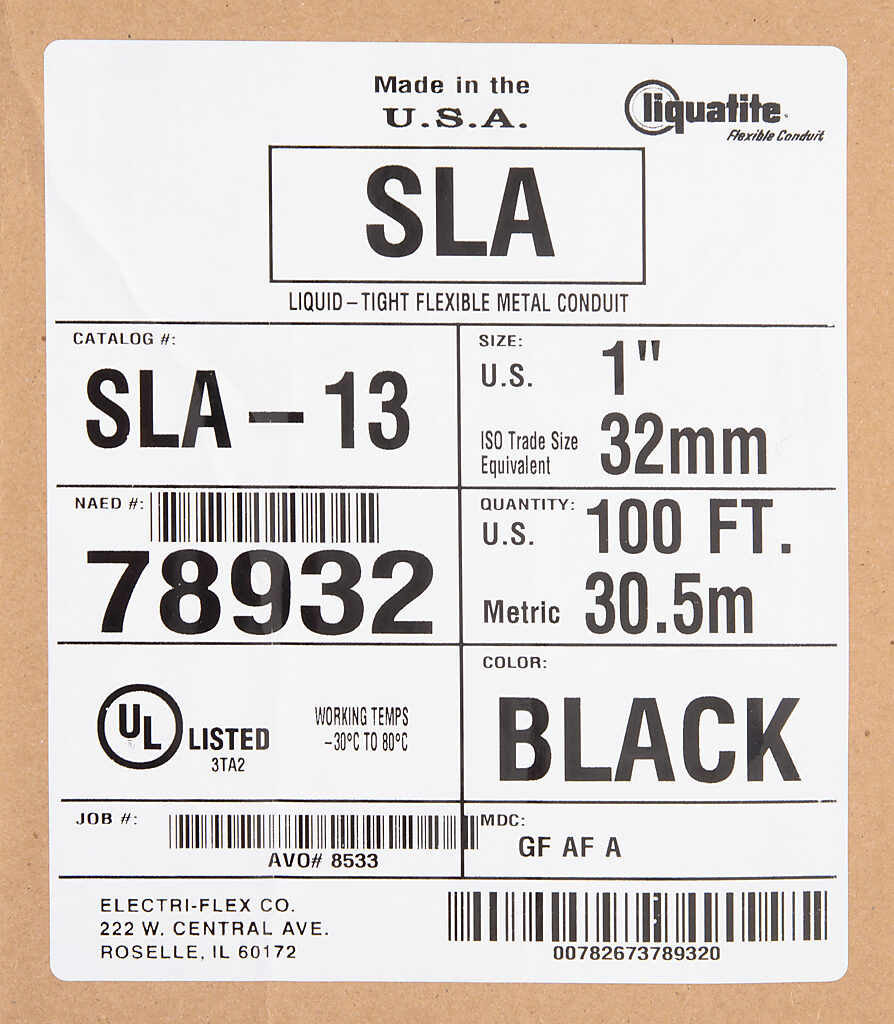 Made in the
U.S.A.
liquatite
Flexible Conduit
SLA
LIQUID-TIGHT FLEXIBLE METAL CONDUIT
CATALOG #:
SLA-13
SIZE:
U.S. 1"
ISO Trade Size
Equivalent 32mm
NAED #:
78932
QUANTITY:
U.S. 100 FT.
Metric 30.5m
UL LISTED
3TA2
WORKING TEMPS
-30°C TO 80°C
COLOR:
BLACK
JOB #:
AVO# 8533
MDC:
GF AF A
ELECTRI-FLEX CO.
222 W. CENTRAL AVE.
ROSELLE, IL 60172
00782673789320